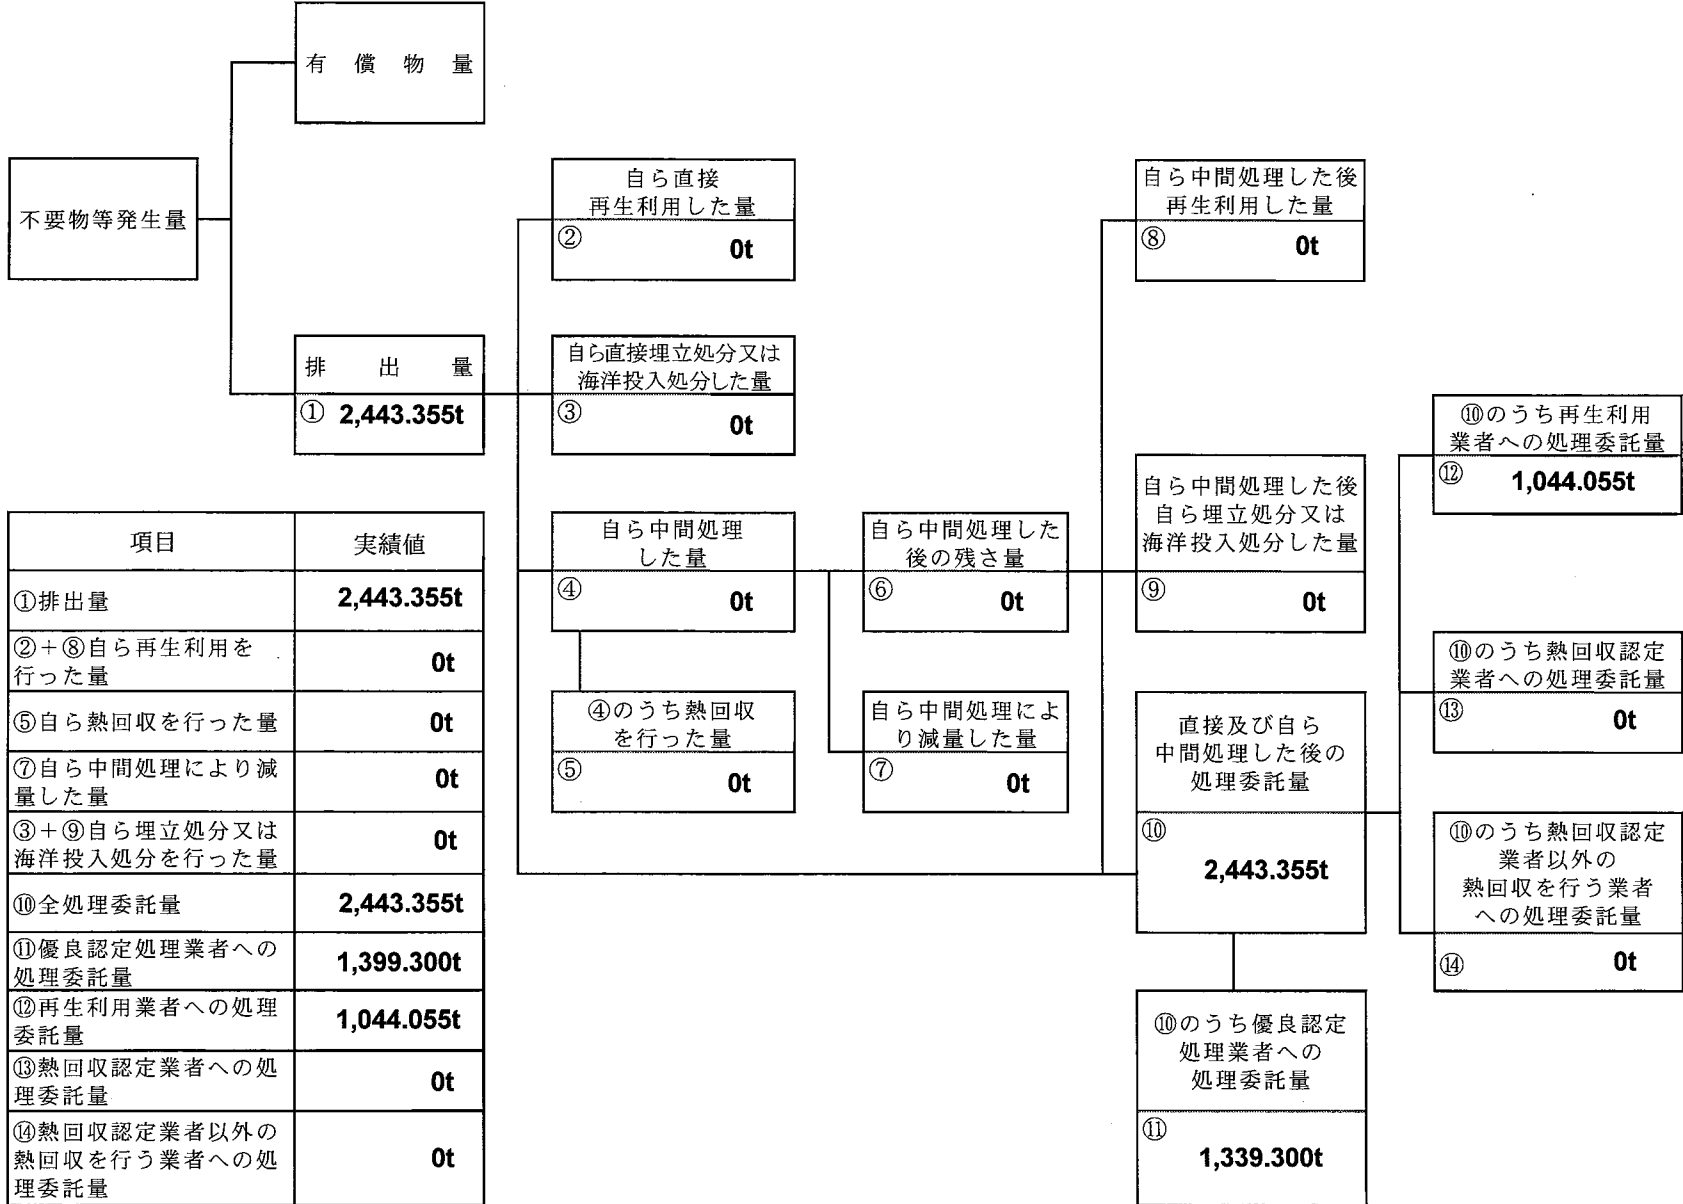 有償物量
不要物等発生量
排出量
① 2,443.355t
自ら直接
再生利用した量
② 0t
自ら直接埋立処分又は
海洋投入処分した量
③ 0t
自ら中間処理
した量
④ 0t
④のうち熱回収
を行った量
⑤ 0t
自ら中間処理した
後の残さ量
⑥ 0t
自ら中間処理によ
り減量した量
⑦ 0t
自ら中間処理した後
再生利用した量
⑧ 0t
自ら中間処理した後
自ら埋立処分又は
海洋投入処分した量
⑨ 0t
直接及び自ら
中間処理した後の
処理委託量
⑩
2,443.355t
⑩のうち優良認定
処理業者への
処理委託量
⑪
1,339.300t
⑩のうち再生利用
業者への処理委託量
⑫ 1,044.055t
⑩のうち熱回収認定
業者への処理委託量
⑬ 0t
⑩のうち熱回収認定
業者以外の
熱回収を行う業者
への処理委託量
⑭ 0t
項目 実績値
①排出量 2,443.355t
②+⑧自ら再生利用を
行った量 0t
⑤自ら熱回収を行った量 0t
⑦自ら中間処理により減
量した量 0t
③+⑨自ら埋立処分又は
海洋投入処分を行った量 0t
⑩全処理委託量 2,443.355t
⑪優良認定処理業者への
処理委託量 1,399.300t
⑫再生利用業者への処理
委託量 1,044.055t
⑬熱回収認定業者への処
理委託量 0t
⑭熱回収認定業者以外の
熱回収を行う業者への処
理委託量 0t